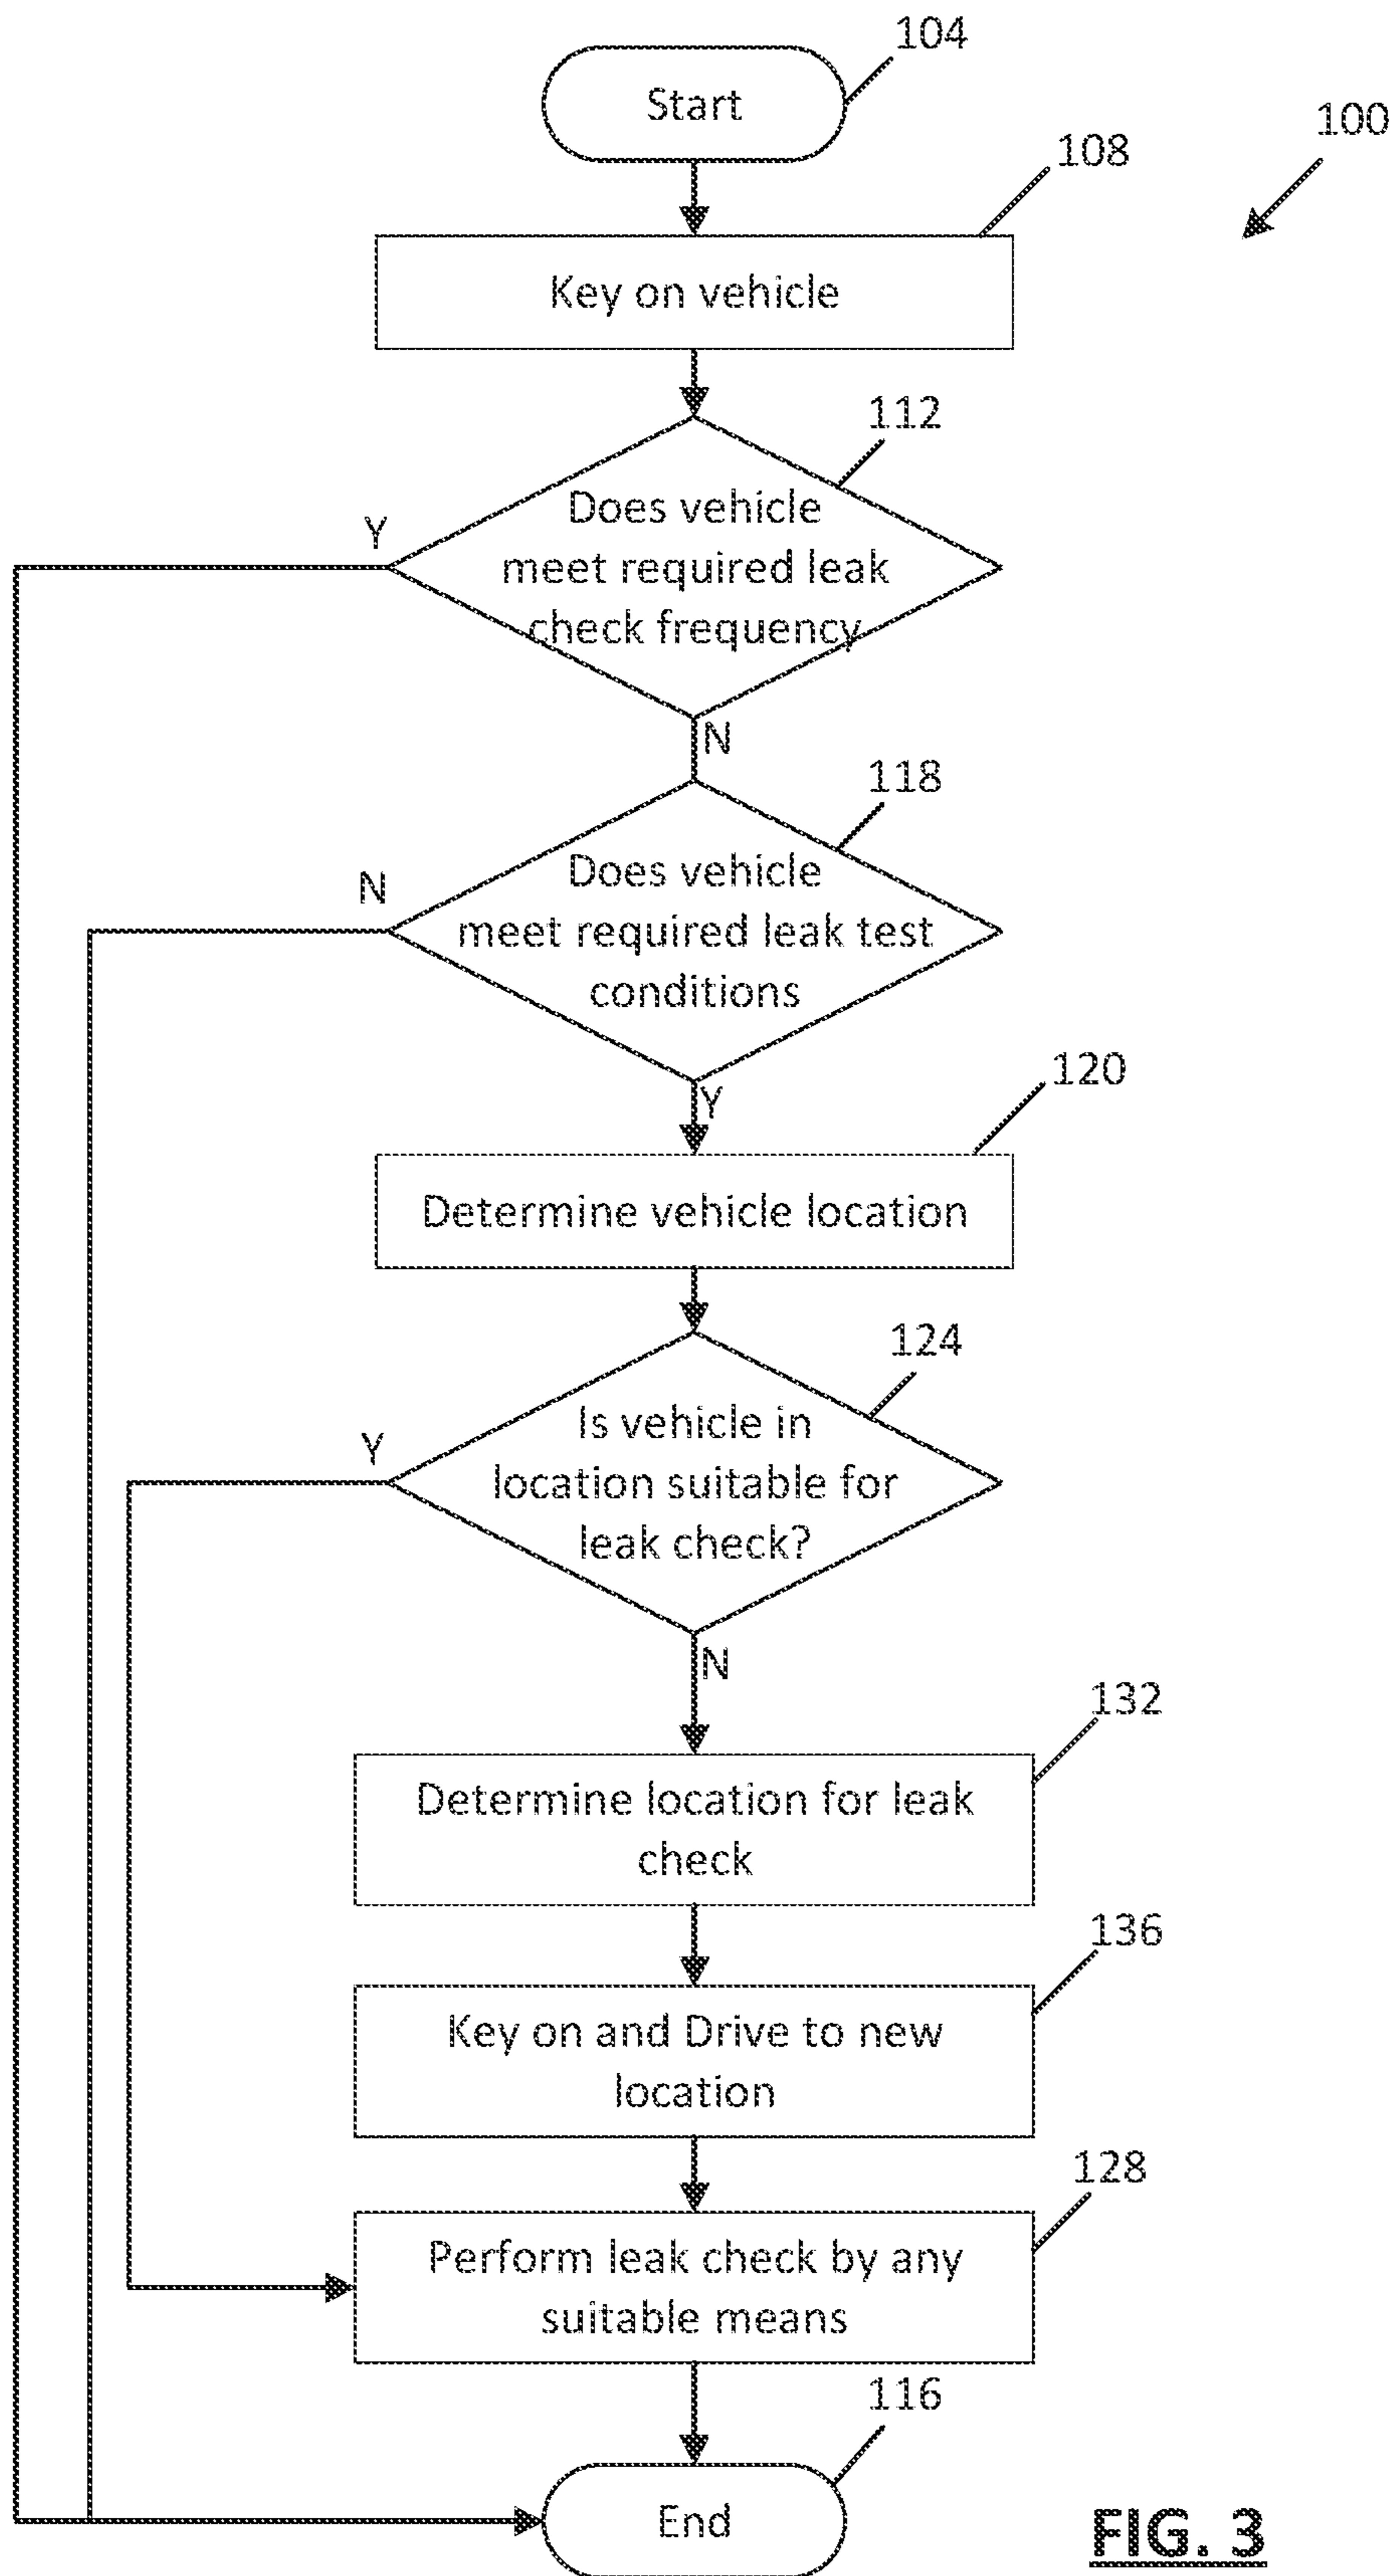 104
Start
100
108
Key on vehicle
112
Does vehicle
meet required leak
check frequency
Y
N
118
Does vehicle
meet required leak test
conditions
N
Y
120
Determine vehicle location
124
Is vehicle in
location suitable for
leak check?
Y
N
132
Determine location for leak
check
136
Key on and Drive to new
location
128
Perform leak check by any
suitable means
116
End
FIG. 3